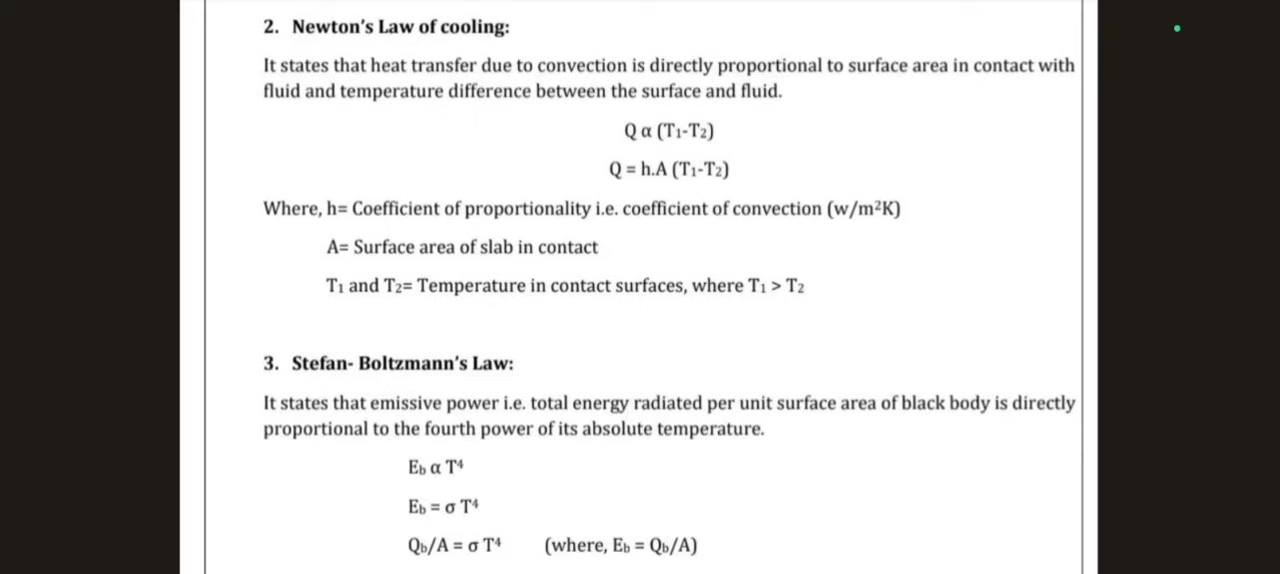 2. Newton's Law of cooling:
It states that heat transfer due to convection is directly proportional to surface area in contact with
fluid and temperature difference between the surface and fluid.
Q α (T₁-T₂)
Q = h.A (T₁-T₂)
Where, h= Coefficient of proportionality i.e. coefficient of convection (w/m²K)
A= Surface area of slab in contact
T₁ and T₂= Temperature in contact surfaces, where T₁ > T₂
3. Stefan- Boltzmann's Law:
It states that emissive power i.e. total energy radiated per unit surface area of black body is directly
proportional to the fourth power of its absolute temperature.
Eb α T⁴
Eb = σ T⁴
Qb/A = σ T⁴ (where, Eb = Qb/A)